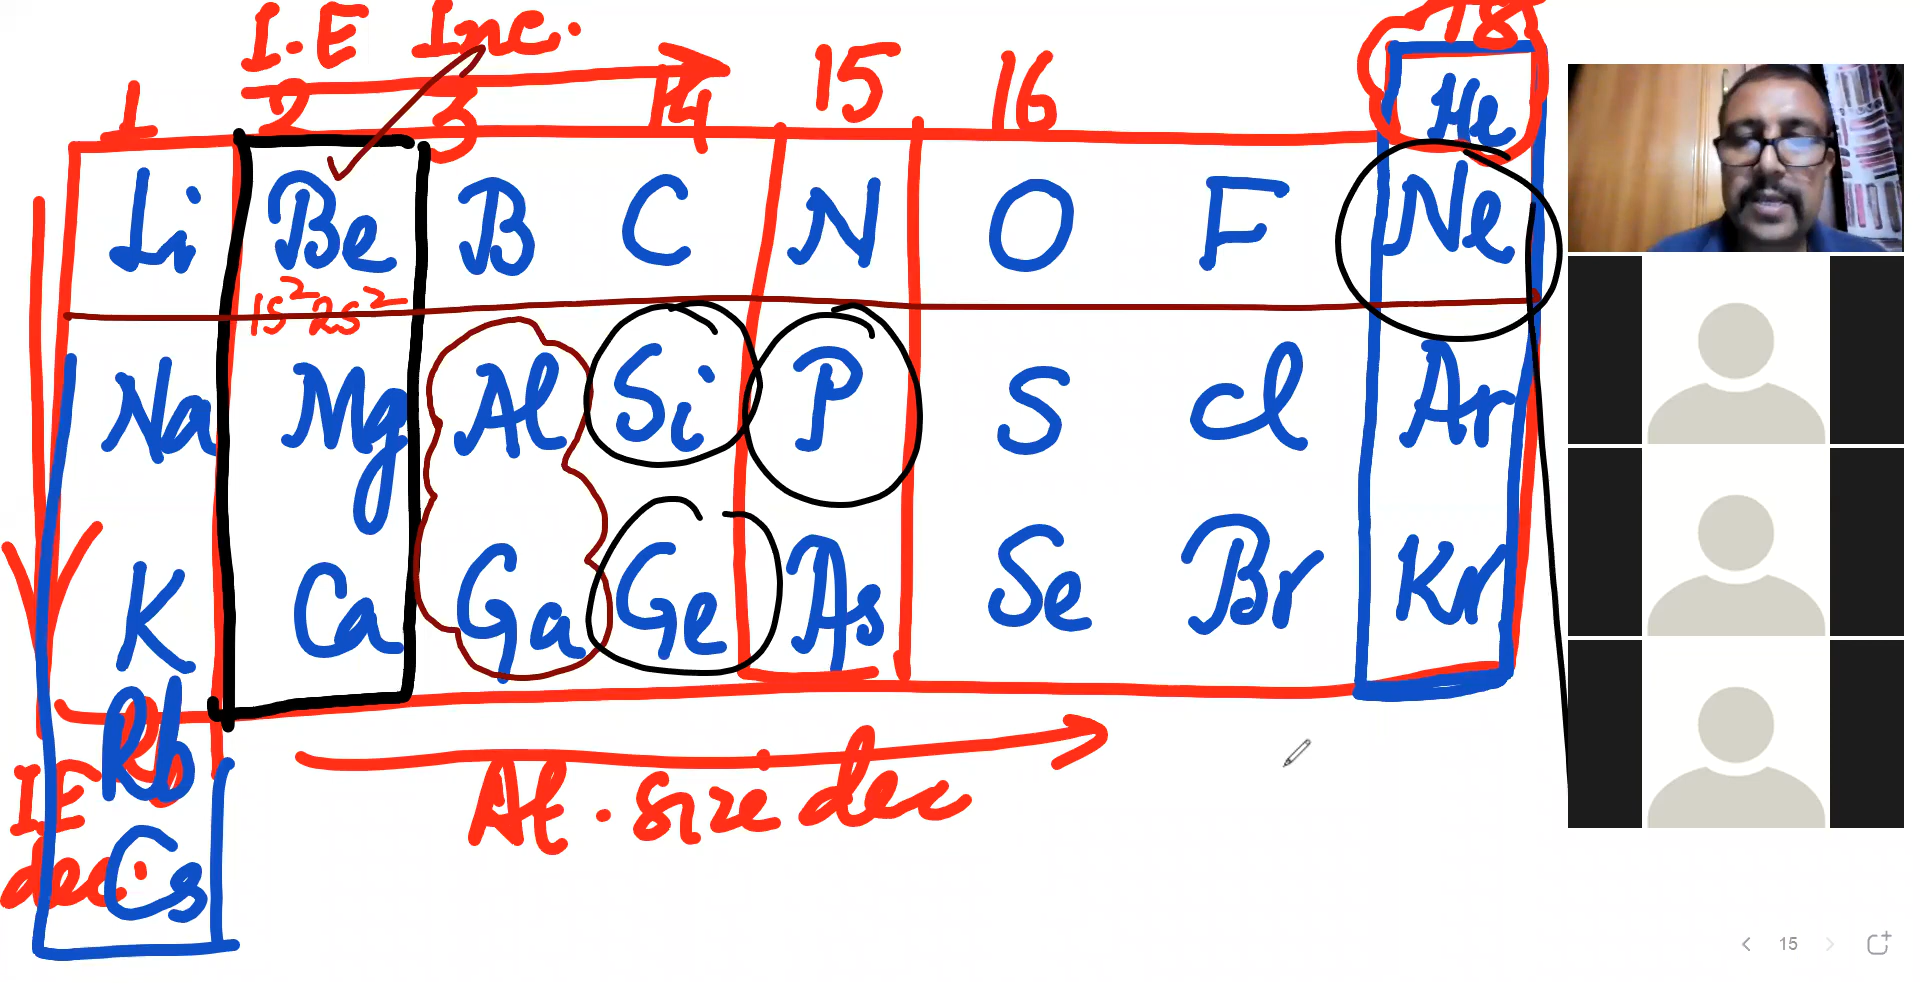 I.E Inc.
18
1 2 3 14 15 16
He
Li Be B C N O F Ne
1s² 2s²
Na Mg Al Si P S Cl Ar
K Ca Ga Ge As Se Br Kr
Rb
I E
At. size dec
dec.
Cs
15